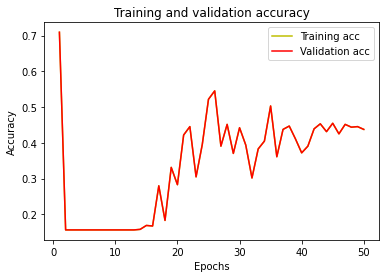 Training and validation accuracy
Training acc
Validation acc
Accuracy
0.7
0.6
0.5
0.4
0.3
0.2
0 10 20 30 40 50
Epochs